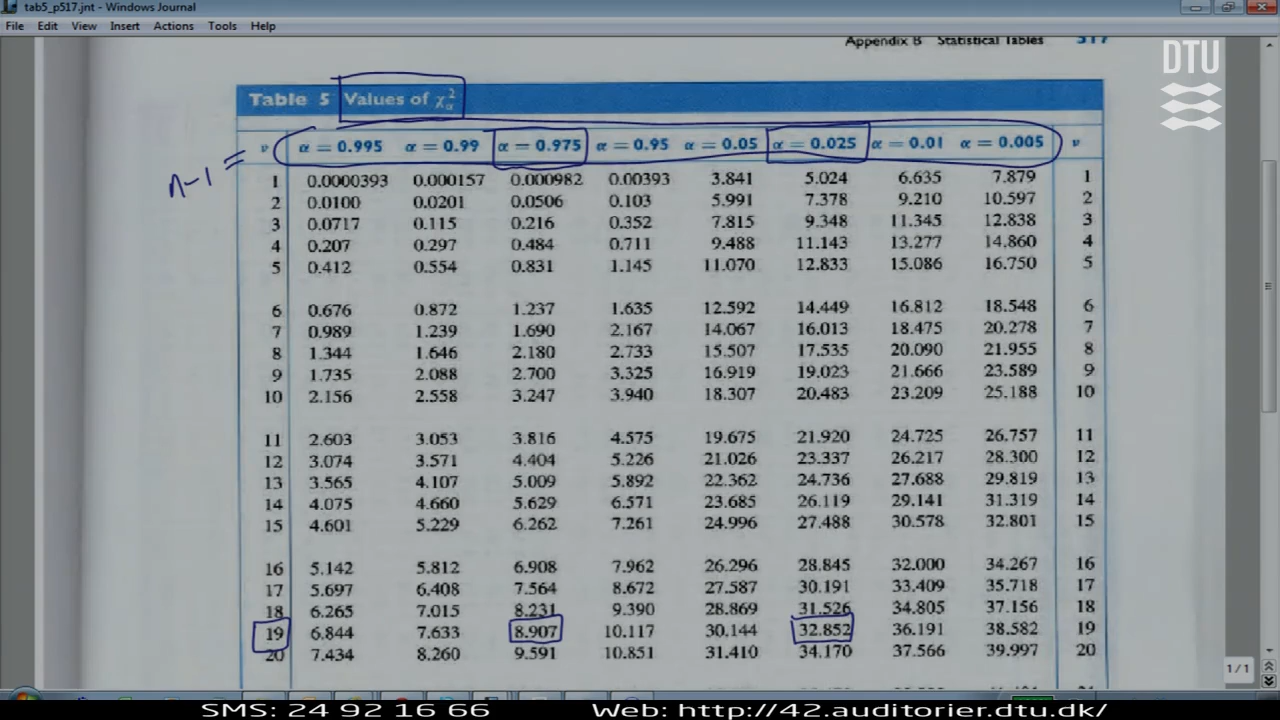 tab5_p517.jnt - Windows Journal
File Edit View Insert Actions Tools Help
Appendix B Statistical Tables 517
DTU
Table 5 Values of χ²α
ν α = 0.995 α = 0.99 α = 0.975 α = 0.95 α = 0.05 α = 0.025 α = 0.01 α = 0.005 ν
n-1
1 0.0000393 0.000157 0.000982 0.00393 3.841 5.024 6.635 7.879 1
2 0.0100 0.0201 0.0506 0.103 5.991 7.378 9.210 10.597 2
3 0.0717 0.115 0.216 0.352 7.815 9.348 11.345 12.838 3
4 0.207 0.297 0.484 0.711 9.488 11.143 13.277 14.860 4
5 0.412 0.554 0.831 1.145 11.070 12.833 15.086 16.750 5
6 0.676 0.872 1.237 1.635 12.592 14.449 16.812 18.548 6
7 0.989 1.239 1.690 2.167 14.067 16.013 18.475 20.278 7
8 1.344 1.646 2.180 2.733 15.507 17.535 20.090 21.955 8
9 1.735 2.088 2.700 3.325 16.919 19.023 21.666 23.589 9
10 2.156 2.558 3.247 3.940 18.307 20.483 23.209 25.188 10
11 2.603 3.053 3.816 4.575 19.675 21.920 24.725 26.757 11
12 3.074 3.571 4.404 5.226 21.026 23.337 26.217 28.300 12
13 3.565 4.107 5.009 5.892 22.362 24.736 27.688 29.819 13
14 4.075 4.660 5.629 6.571 23.685 26.119 29.141 31.319 14
15 4.601 5.229 6.262 7.261 24.996 27.488 30.578 32.801 15
16 5.142 5.812 6.908 7.962 26.296 28.845 32.000 34.267 16
17 5.697 6.408 7.564 8.672 27.587 30.191 33.409 35.718 17
18 6.265 7.015 8.231 9.390 28.869 31.526 34.805 37.156 18
19 6.844 7.633 8.907 10.117 30.144 32.852 36.191 38.582 19
20 7.434 8.260 9.591 10.851 31.410 34.170 37.566 39.997 20
1/1
SMS: 24 92 16 66 Web: http://42.auditorier.dtu.dk/